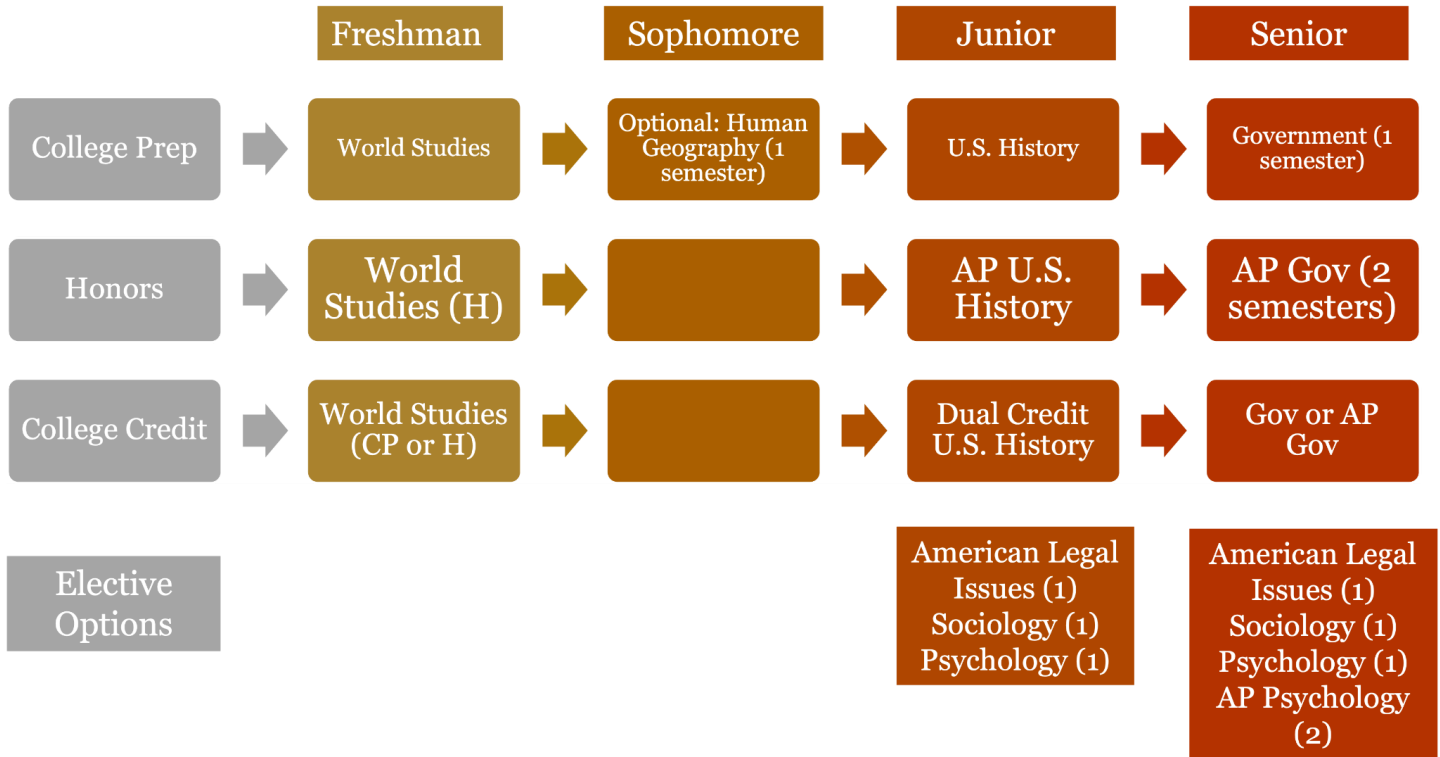 Freshman
Sophomore
Junior
Senior
College Prep
World Studies
Optional: Human
Geography (1
semester)
U.S. History
Government (1
semester)
Honors
World
Studies (H)
AP U.S.
History
AP Gov (2
semesters)
College Credit
World Studies
(CP or H)
Dual Credit
U.S. History
Gov or AP
Gov
Elective
Options
American Legal
Issues (1)
Sociology (1)
Psychology (1)
American Legal
Issues (1)
Sociology (1)
Psychology (1)
AP Psychology
(2)